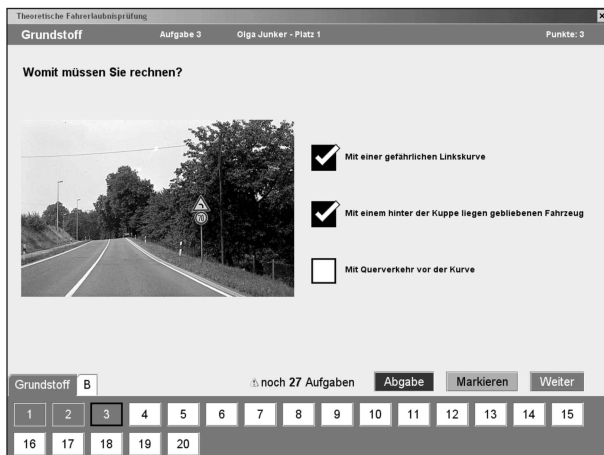 Theoretische Fahrerlaubnisprüfung
Grundstoff Aufgabe 3 Olga Junker - Platz 1 Punkte: 3
Womit müssen Sie rechnen?
Mit einer gefährlichen Linkskurve
70
Mit einem hinter der Kuppe liegen gebliebenen Fahrzeug
Mit Querverkehr vor der Kurve
Grundstoff B noch 27 Aufgaben Abgabe Markieren Weiter
1 2 3 4 5 6 7 8 9 10 11 12 13 14 15
16 17 18 19 20